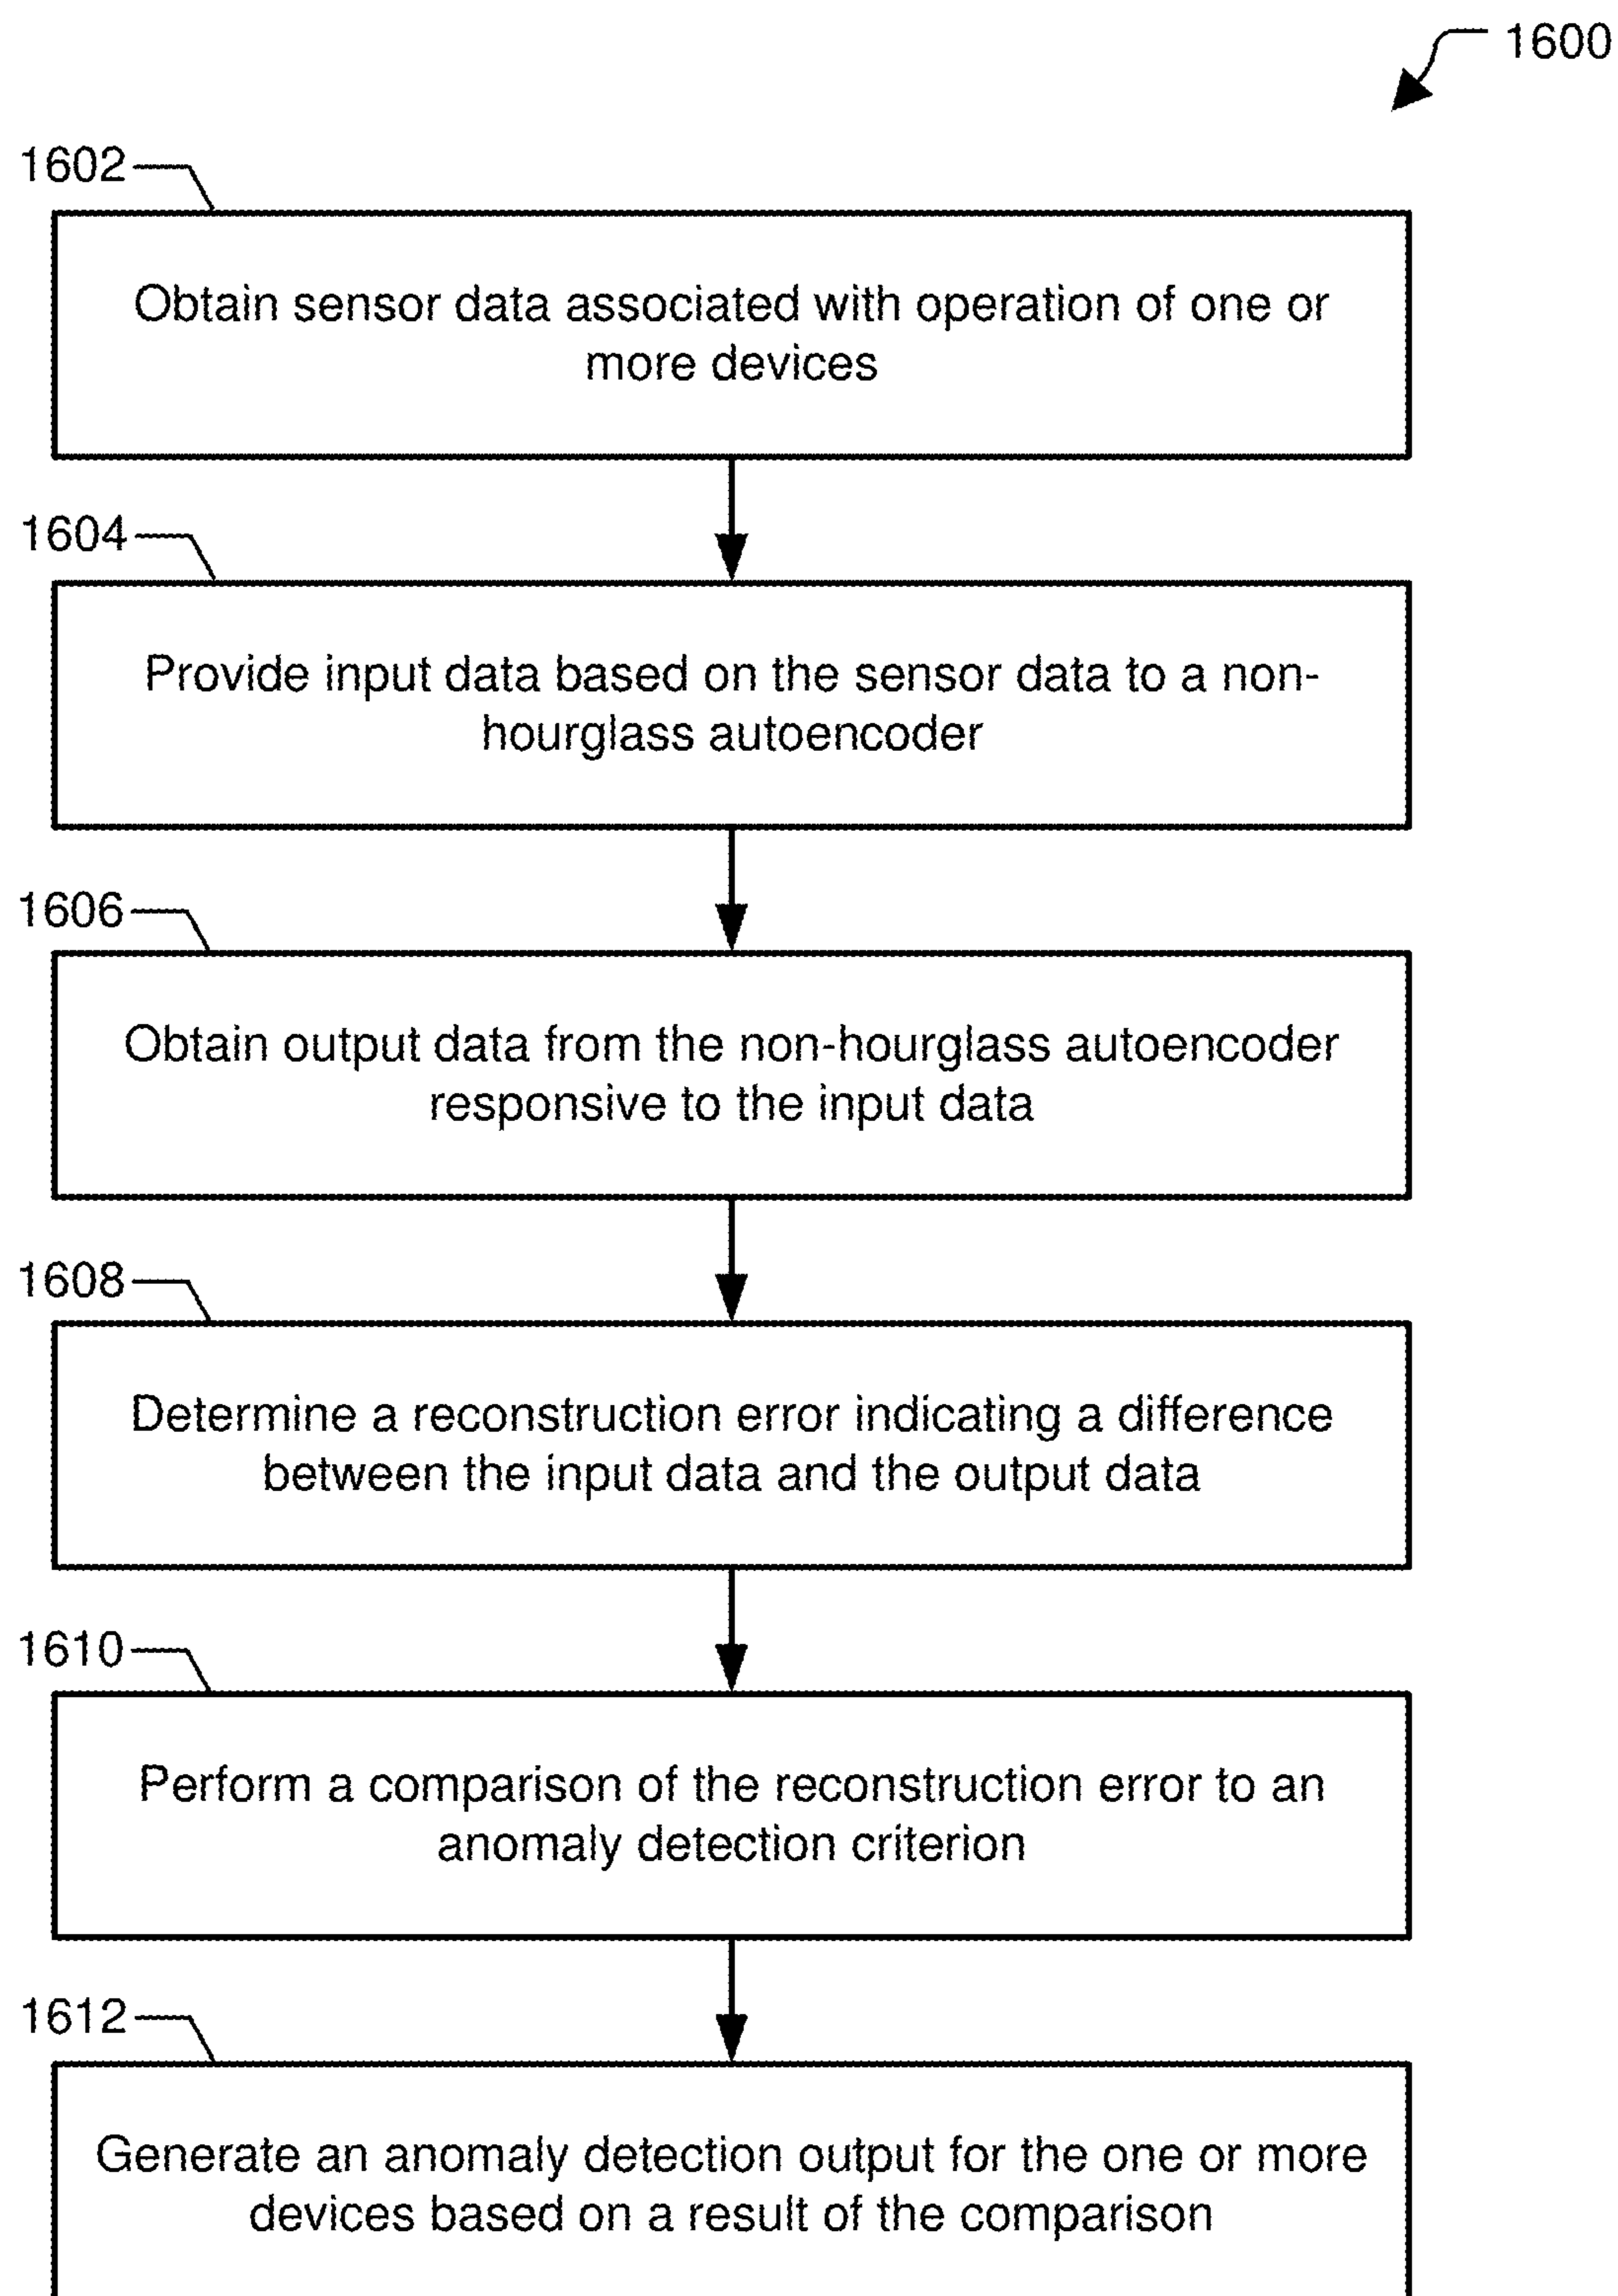 1600
1602
Obtain sensor data associated with operation of one or
more devices
1604
Provide input data based on the sensor data to a non-
hourglass autoencoder
1606
Obtain output data from the non-hourglass autoencoder
responsive to the input data
1608
Determine a reconstruction error indicating a difference
between the input data and the output data
1610
Perform a comparison of the reconstruction error to an
anomaly detection criterion
1612
Generate an anomaly detection output for the one or more
devices based on a result of the comparison